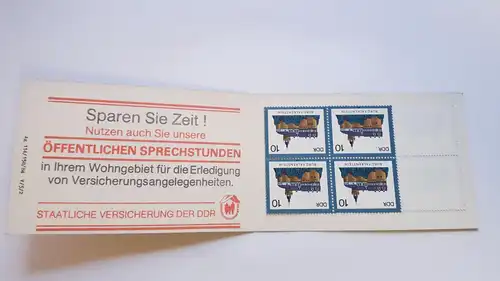 Sparen Sie Zeit !
Nutzen auch Sie unsere
ÖFFENTLICHEN SPRECHSTUNDEN
in Ihrem Wohngebiet für die Erledigung
von Versicherungsangelegenheiten.
STAATLICHE VERSICHERUNG DER DDR
DDR 10
DDR 10
DDR 10
DDR 10